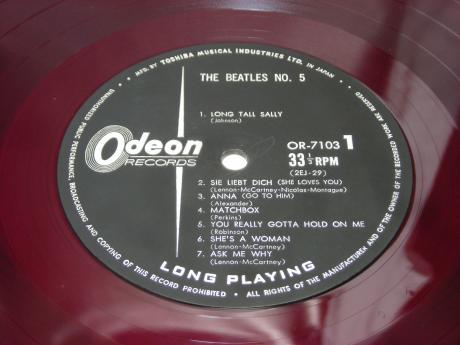 MFD. BY TOSHIBA MUSICAL INDUSTRIES LTD. IN JAPAN
THE BEATLES NO. 5
1. LONG TALL SALLY
(Johnson)
Odeon
RECORDS
OR-7103 1
33 1/3 RPM
(2EJ-29)
2. SIE LIEBT DICH (SHE LOVES YOU)
(Lennon-McCartney-Nicolas-Montague)
3. ANNA (GO TO HIM)
(Alexander)
4. MATCHBOX
(Perkins)
5. YOU REALLY GOTTA HOLD ON ME
(Robinson)
6. SHE'S A WOMAN
(Lennon-McCartney)
7. ASK ME WHY
(Lennon-McCartney)
LONG PLAYING
UNAUTHORISED PUBLIC PERFORMANCE, BROADCASTING AND COPYING OF THIS RECORD PROHIBITED • ALL RIGHTS OF THE MANUFACTURER AND OF THE OWNER OF THE RECORDED WORK ARE RESERVED